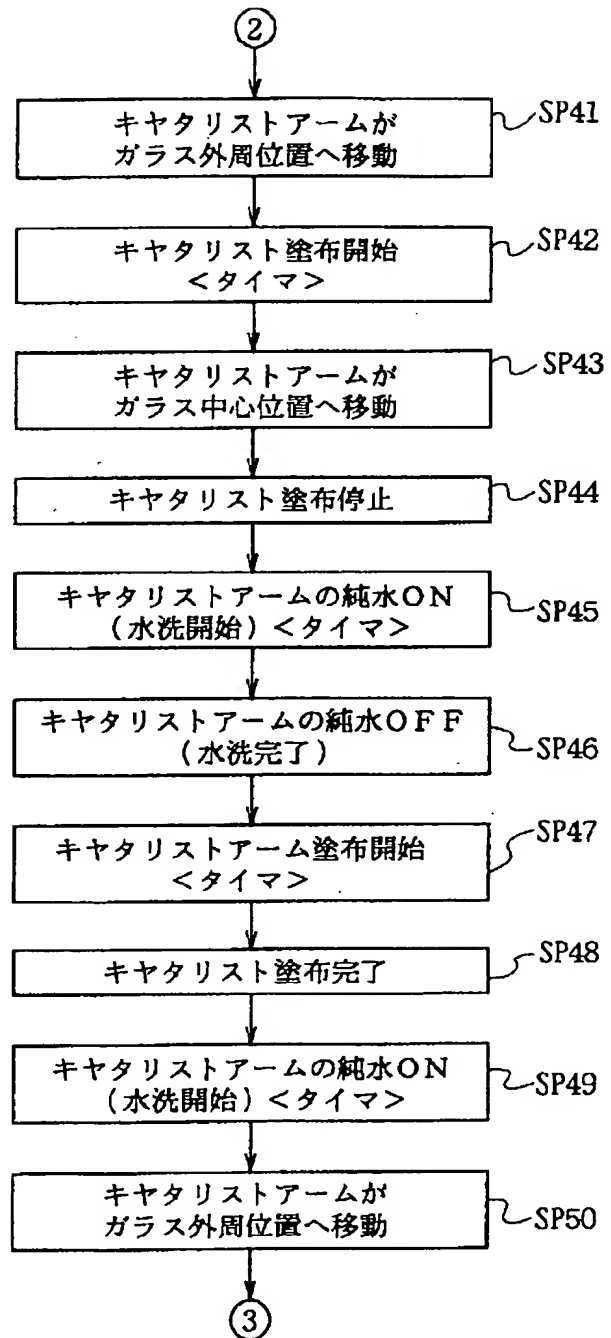 ②
キヤタリストアームが
ガラス外周位置へ移動
SP41
キヤタリスト塗布開始
<タイマ>
SP42
キヤタリストアームが
ガラス中心位置へ移動
SP43
キヤタリスト塗布停止
SP44
キヤタリストアームの純水ON
(水洗開始)<タイマ>
SP45
キヤタリストアームの純水OFF
(水洗完了)
SP46
キヤタリストアーム塗布開始
<タイマ>
SP47
キヤタリスト塗布完了
SP48
キヤタリストアームの純水ON
(水洗開始)<タイマ>
SP49
キヤタリストアームが
ガラス外周位置へ移動
SP50
③